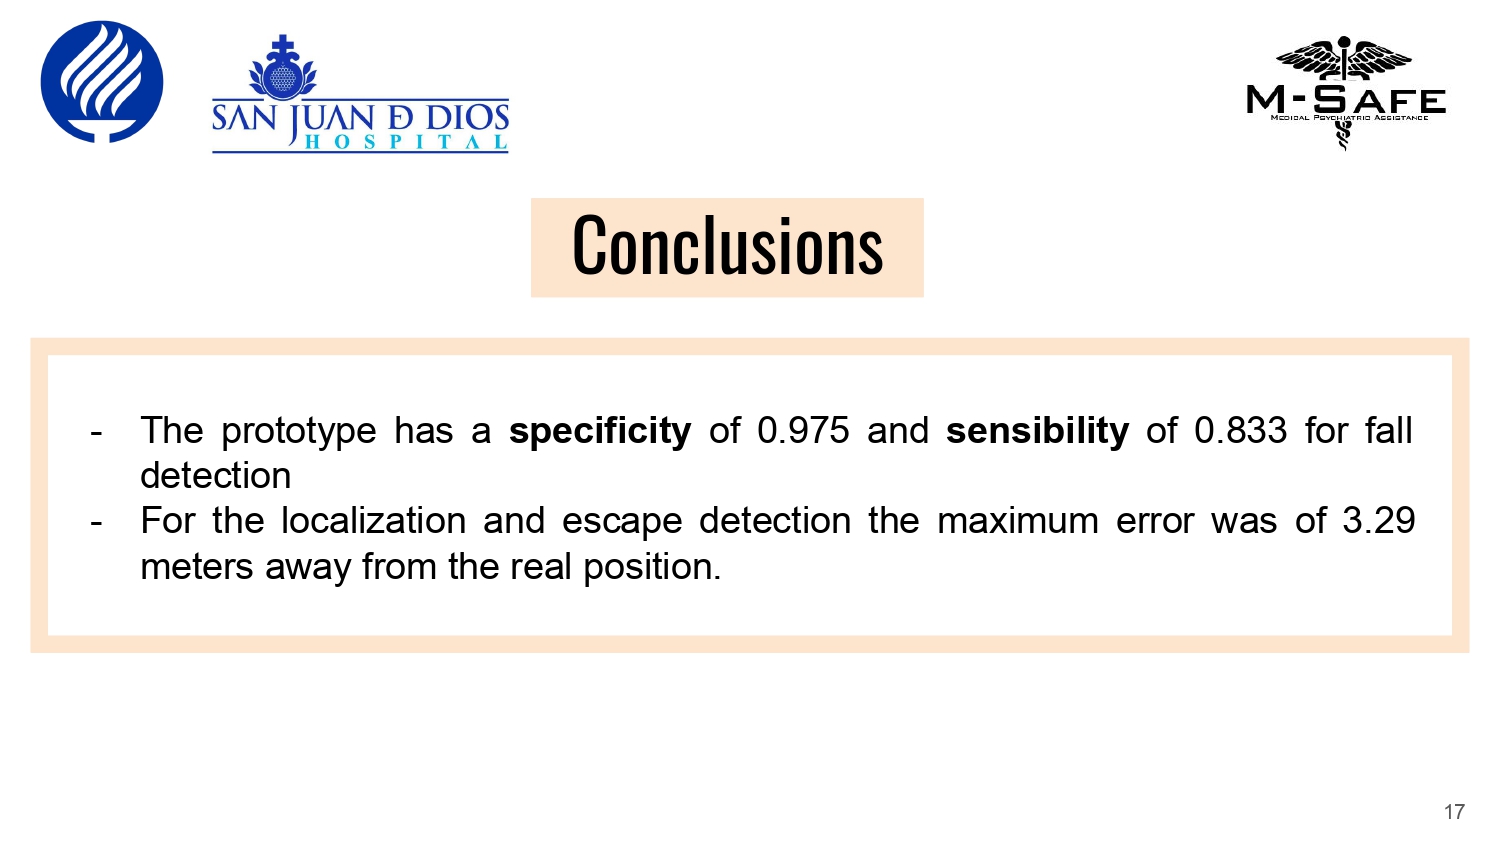 SAN JUAN Đ DIOS
HOSPITAL
M-SAFE
MEDICAL PSYCHIATRIC ASSISTANCE
Conclusions
- The prototype has a specificity of 0.975 and sensibility of 0.833 for fall
detection
- For the localization and escape detection the maximum error was of 3.29
meters away from the real position.
17